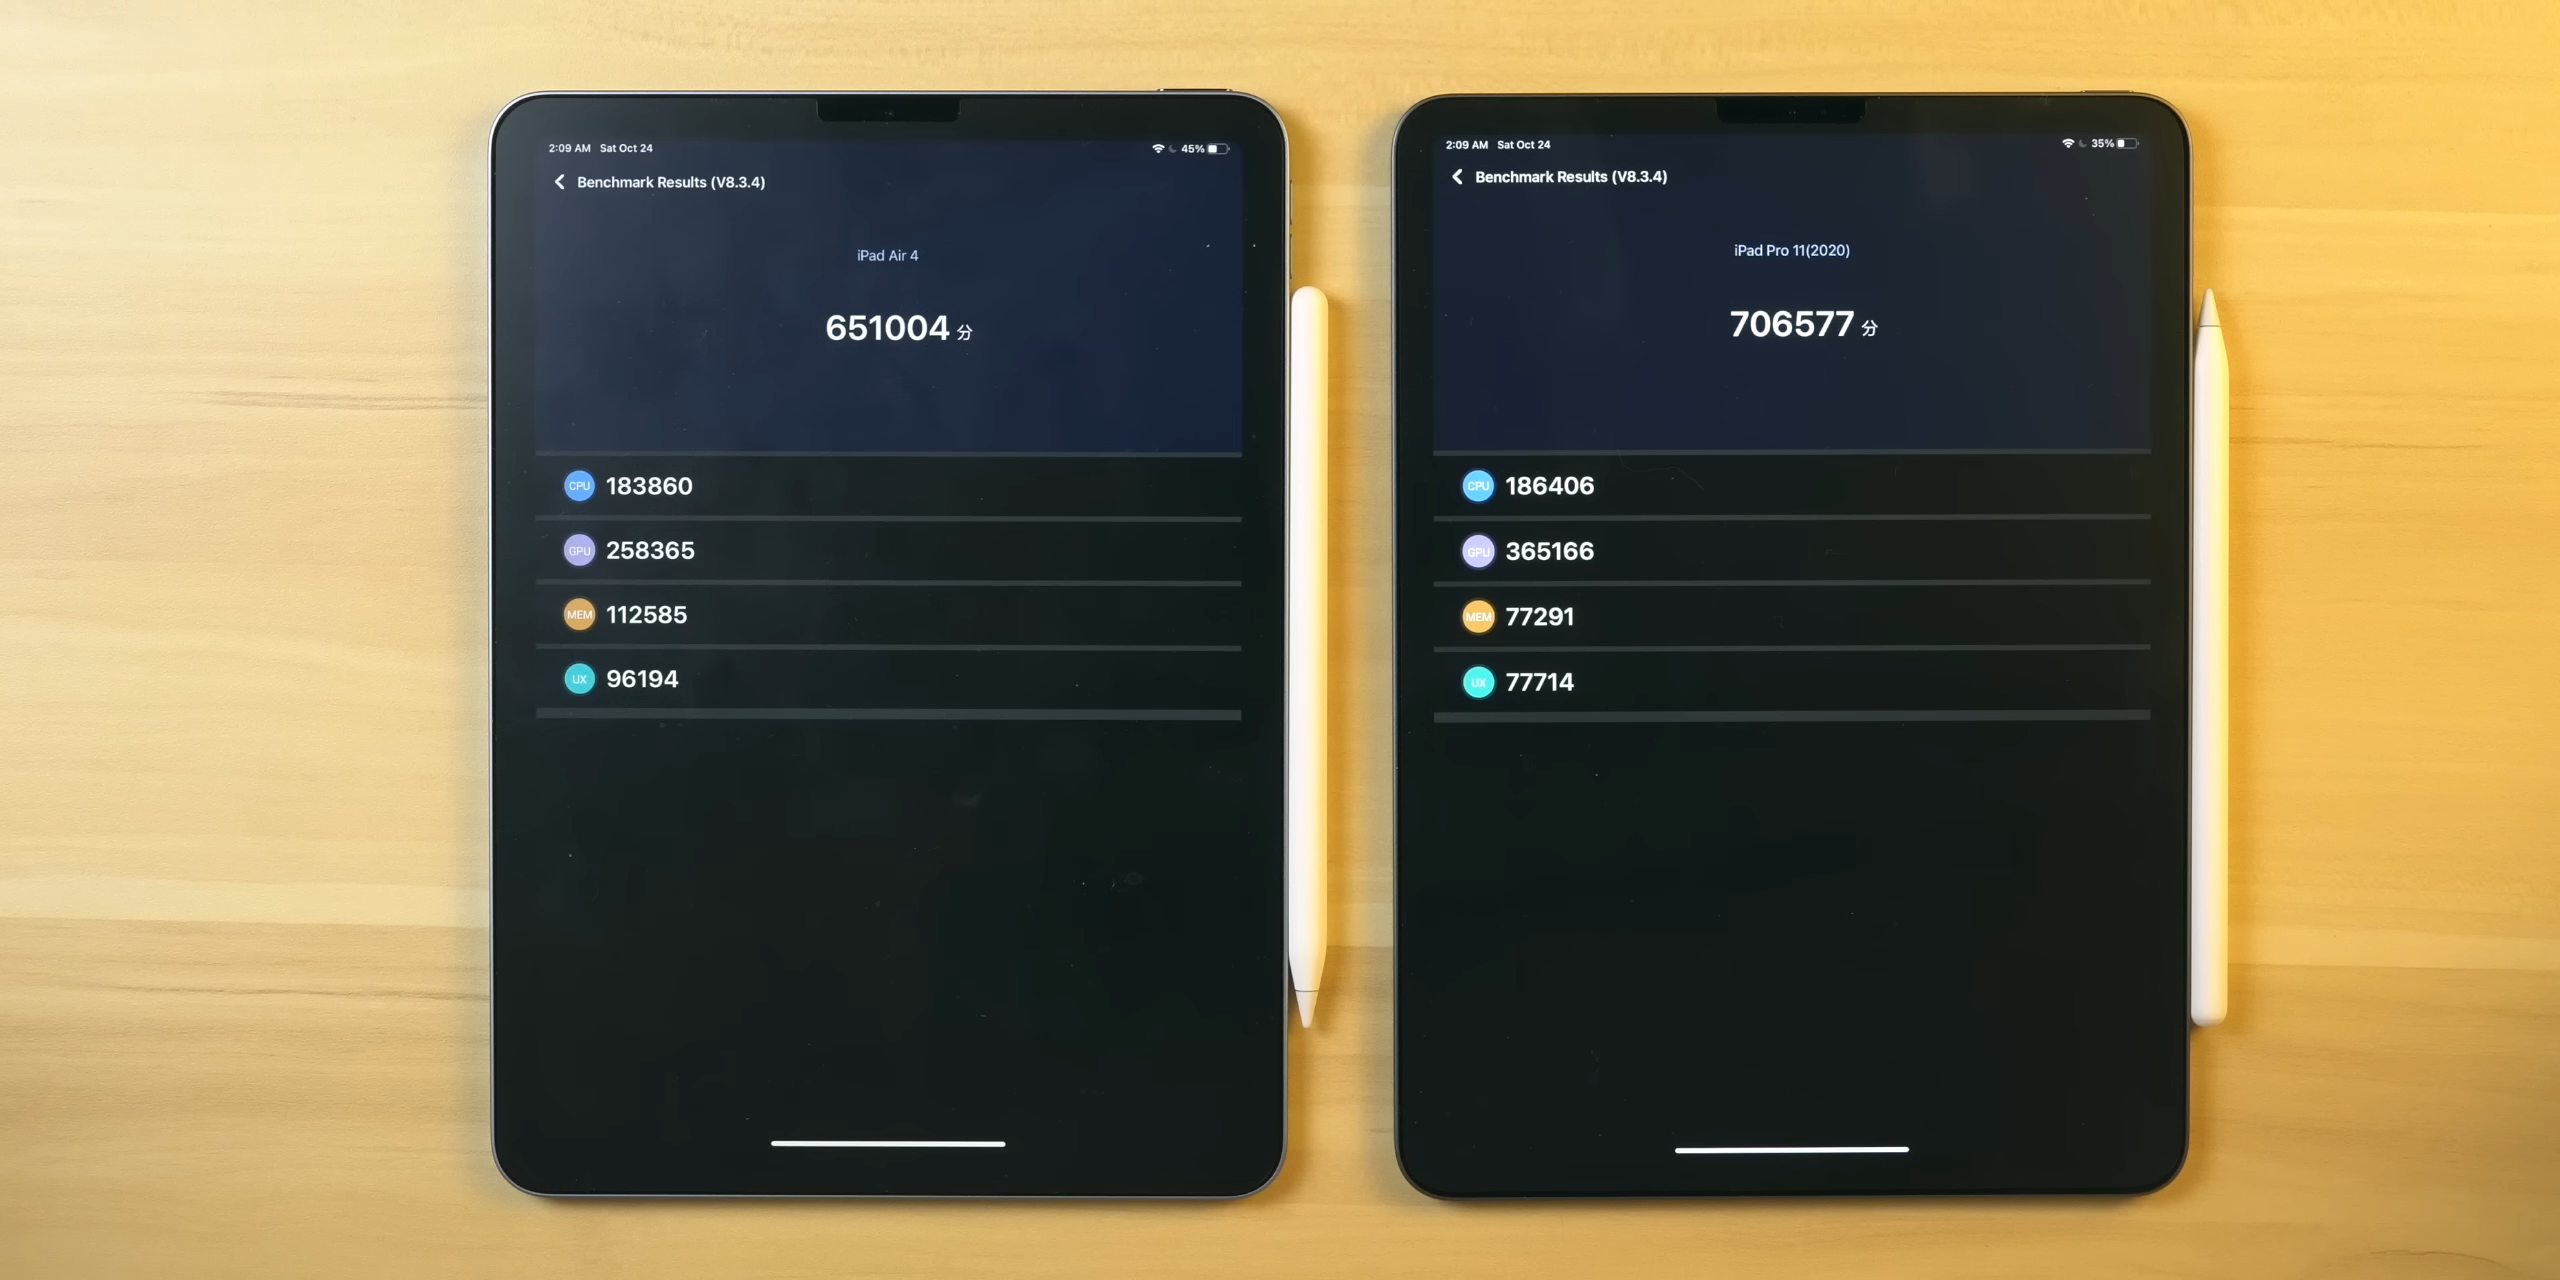 2:09 AM Sat Oct 24
45%
Benchmark Results (V8.3.4)
iPad Air 4
651004 分
CPU 183860
GPU 258365
MEM 112585
UX 96194
2:09 AM Sat Oct 24
35%
Benchmark Results (V8.3.4)
iPad Pro 11(2020)
706577 分
CPU 186406
GPU 365166
MEM 77291
UX 77714